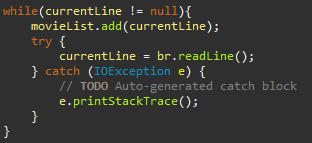 while(currentLine != null){
    movieList.add(currentLine);
    try {
        currentLine = br.readLine();
    } catch (IOException e) {
        // TODO Auto-generated catch block
        e.printStackTrace();
    }
}